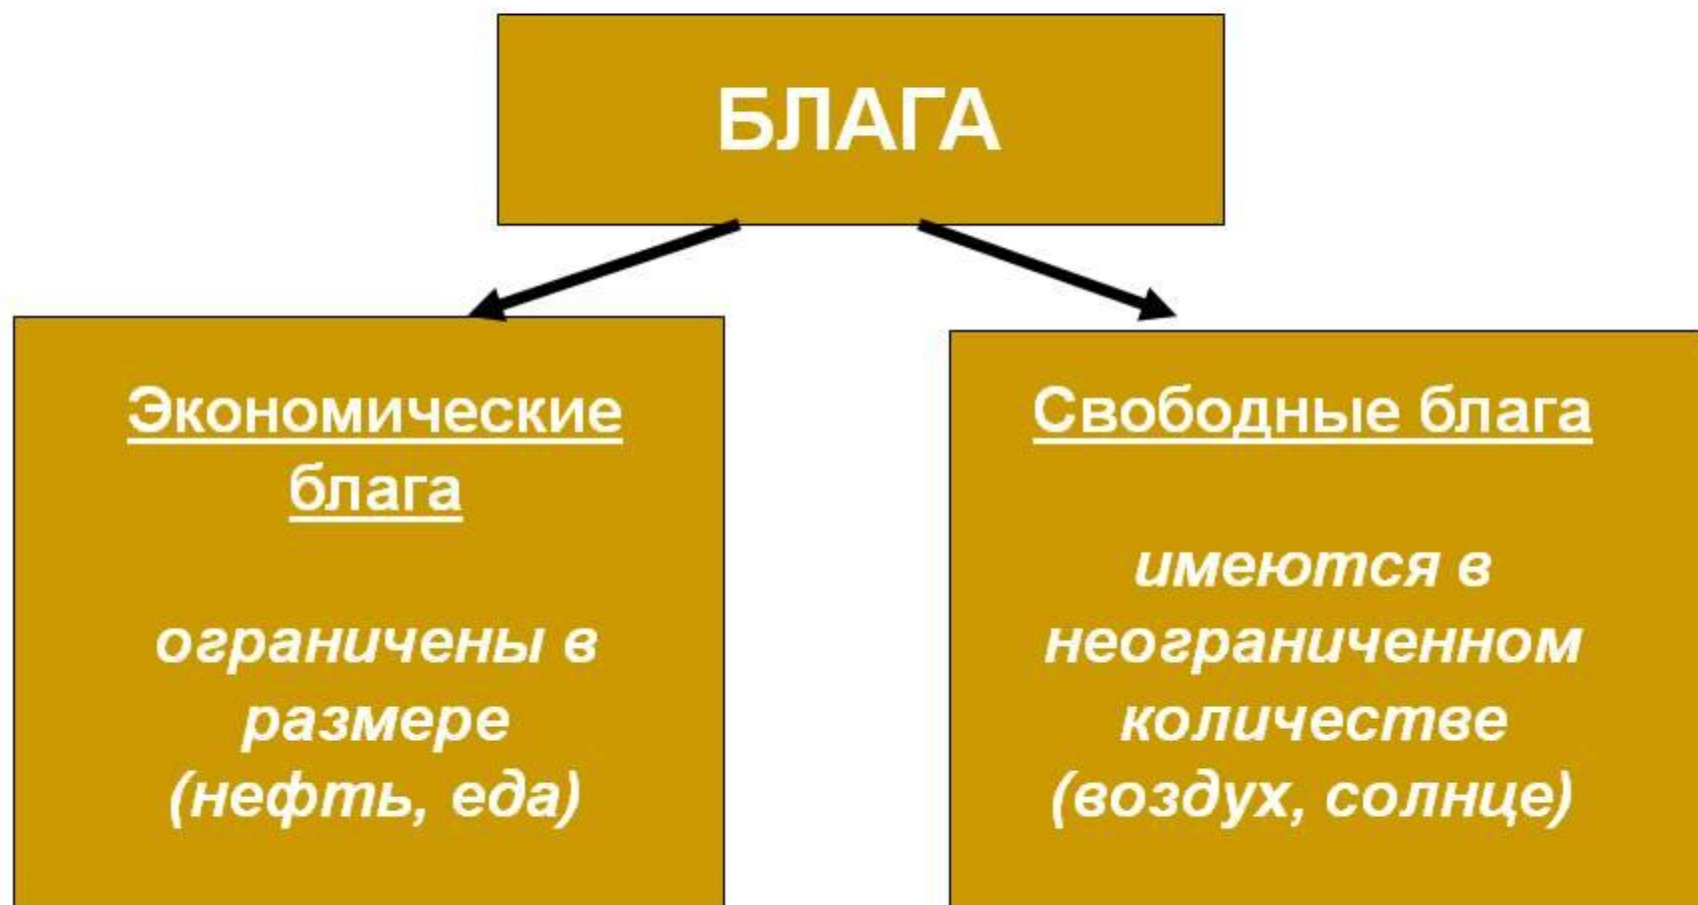 БЛАГА
Экономические
блага
ограничены в
размере
(нефть, еда)
Свободные блага
имеются в
неограниченном
количестве
(воздух, солнце)